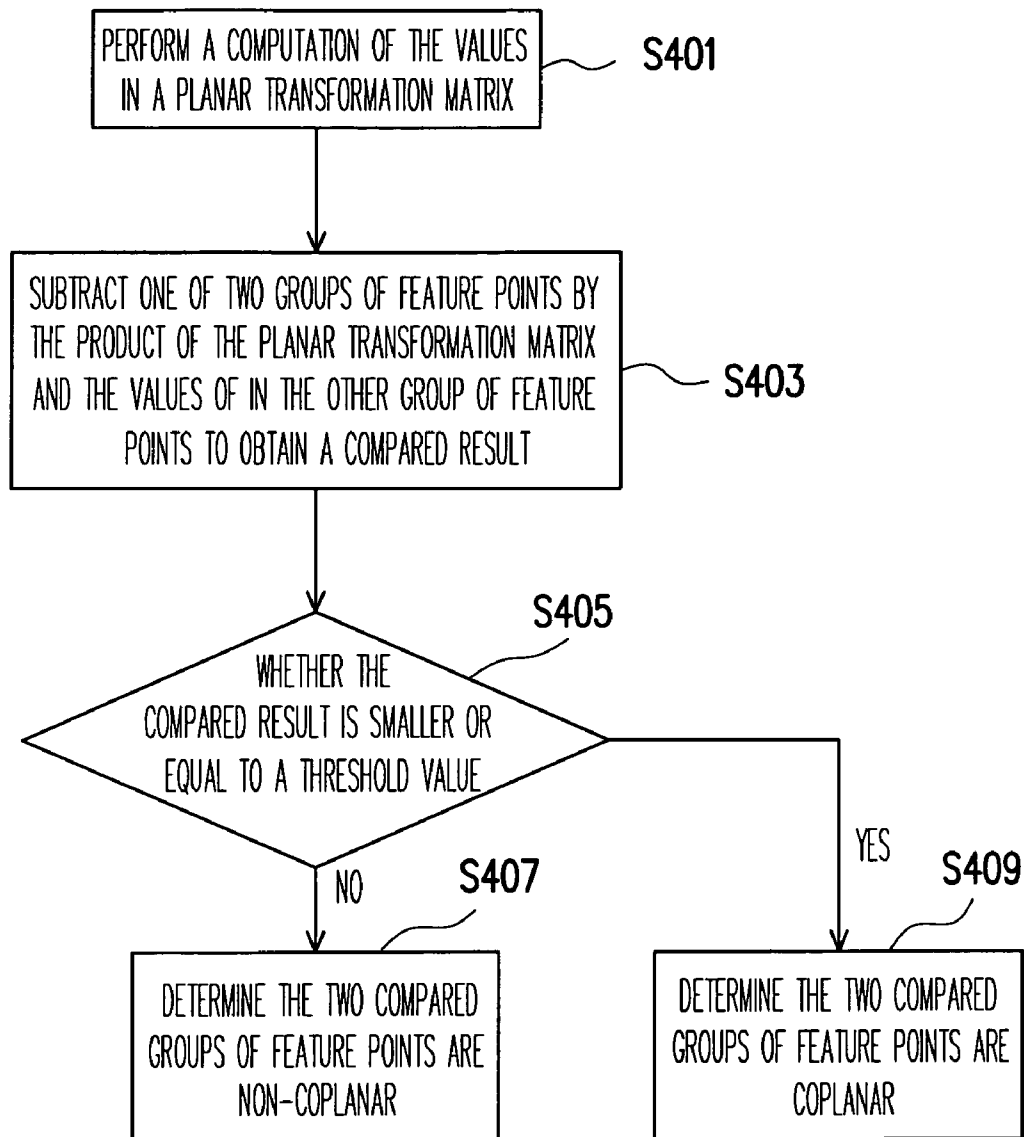 PERFORM A COMPUTATION OF THE VALUES
IN A PLANAR TRANSFORMATION MATRIX
S401
SUBTRACT ONE OF TWO GROUPS OF FEATURE POINTS BY
THE PRODUCT OF THE PLANAR TRANSFORMATION MATRIX
AND THE VALUES OF IN THE OTHER GROUP OF FEATURE
POINTS TO OBTAIN A COMPARED RESULT
S403
S405
WHETHER THE
COMPARED RESULT IS SMALLER OR
EQUAL TO A THRESHOLD VALUE
NO
YES
S407
DETERMINE THE TWO COMPARED
GROUPS OF FEATURE POINTS ARE
NON-COPLANAR
S409
DETERMINE THE TWO COMPARED
GROUPS OF FEATURE POINTS ARE
COPLANAR